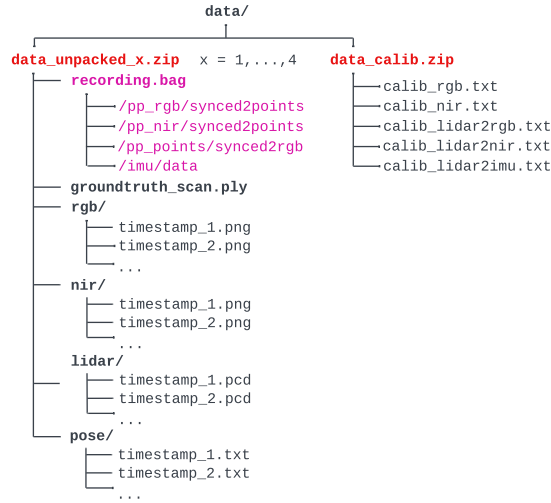 data/
data_unpacked_x.zip x = 1,...,4
recording.bag
/pp_rgb/synced2points
/pp_nir/synced2points
/pp_points/synced2rgb
/imu/data
groundtruth_scan.ply
rgb/
timestamp_1.png
timestamp_2.png
...
nir/
timestamp_1.png
timestamp_2.png
...
lidar/
timestamp_1.pcd
timestamp_2.pcd
...
pose/
timestamp_1.txt
timestamp_2.txt
...
data_calib.zip
calib_rgb.txt
calib_nir.txt
calib_lidar2rgb.txt
calib_lidar2nir.txt
calib_lidar2imu.txt